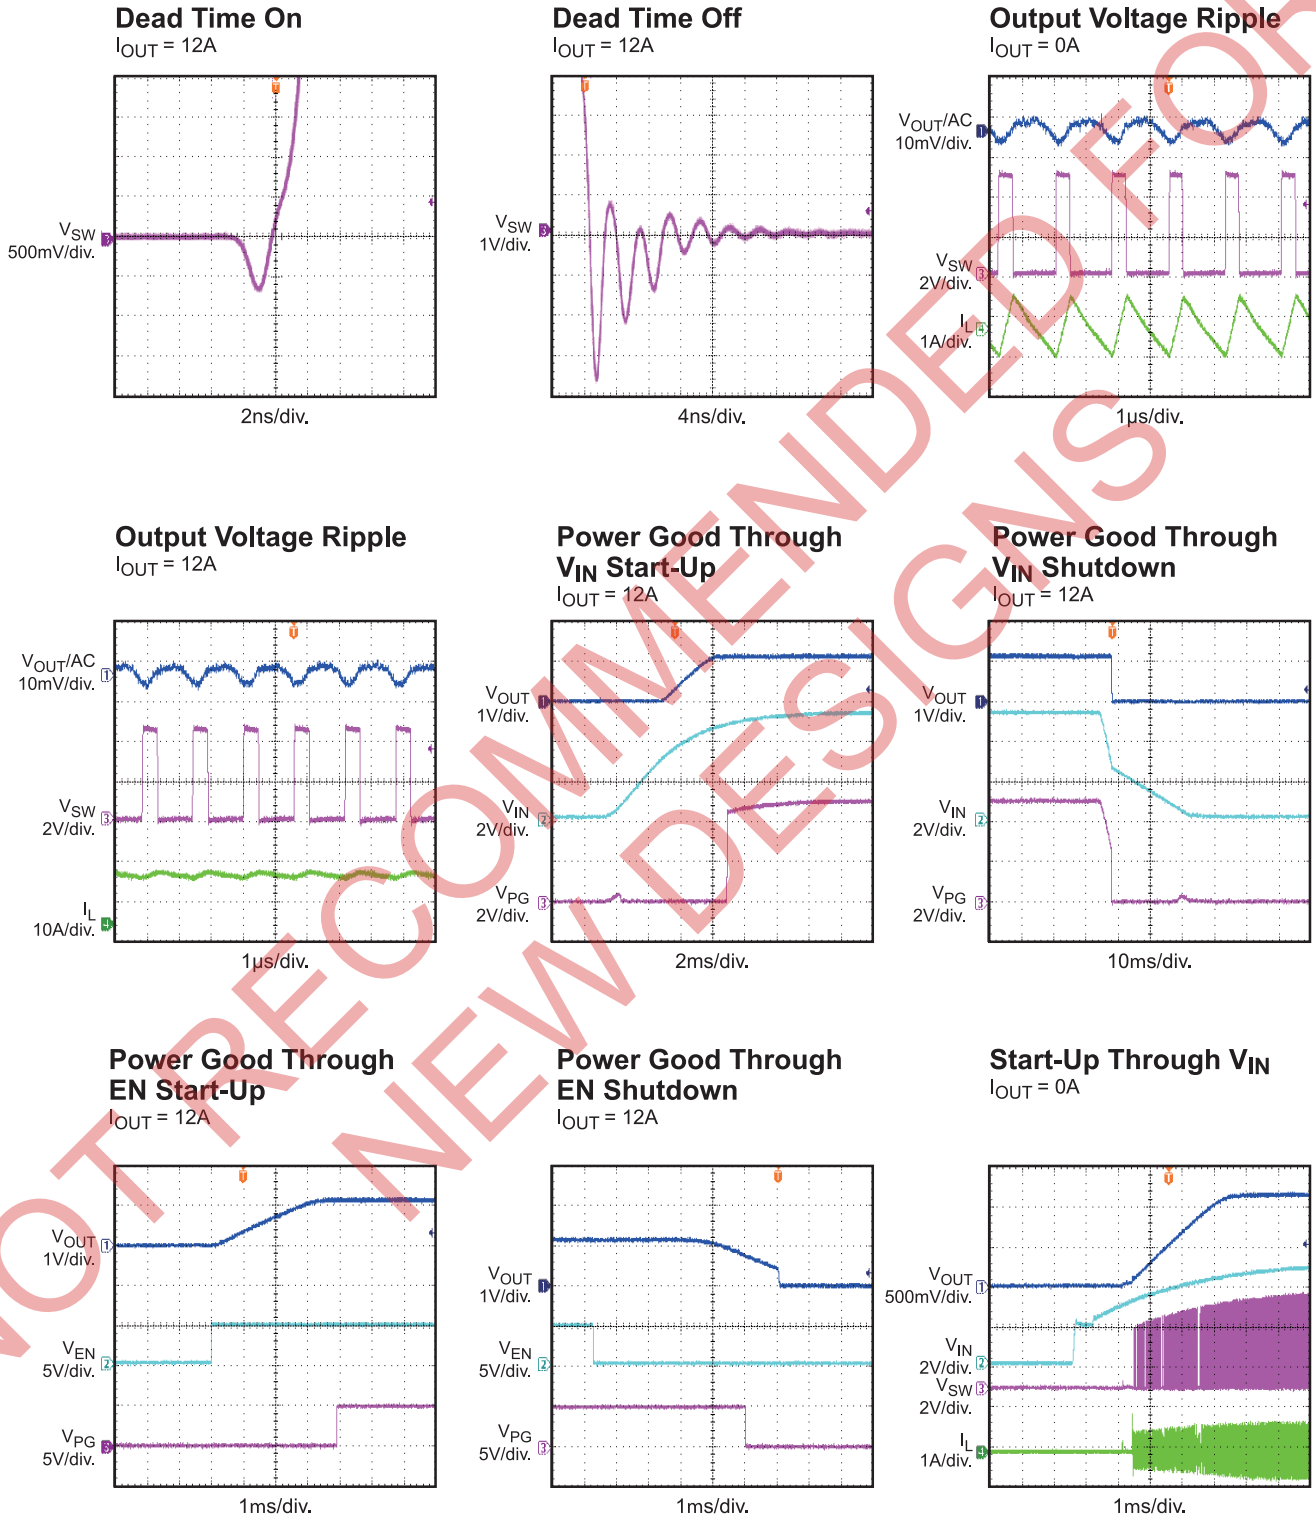 Dead Time On
IOUT = 12A
VSW
500mV/div.
2ns/div.
Dead Time Off
IOUT = 12A
VSW
1V/div.
4ns/div.
Output Voltage Ripple
IOUT = 0A
VOUT/AC
10mV/div.
VSW
2V/div.
IL
1A/div.
1µs/div.
Output Voltage Ripple
IOUT = 12A
VOUT/AC
10mV/div.
VSW
2V/div.
IL
10A/div.
1µs/div.
Power Good Through
VIN Start-Up
IOUT = 12A
VOUT
1V/div.
VIN
2V/div.
VPG
2V/div.
2ms/div.
Power Good Through
VIN Shutdown
IOUT = 12A
VOUT
1V/div.
VIN
2V/div.
VPG
2V/div.
10ms/div.
Power Good Through
EN Start-Up
IOUT = 12A
VOUT
1V/div.
VEN
5V/div.
VPG
5V/div.
1ms/div.
Power Good Through
EN Shutdown
IOUT = 12A
VOUT
1V/div.
VEN
5V/div.
VPG
5V/div.
1ms/div.
Start-Up Through VIN
IOUT = 0A
VOUT
500mV/div.
VIN
2V/div.
VSW
2V/div.
IL
1A/div.
1ms/div.
NOT RECOMMENDED FOR
NEW DESIGNS